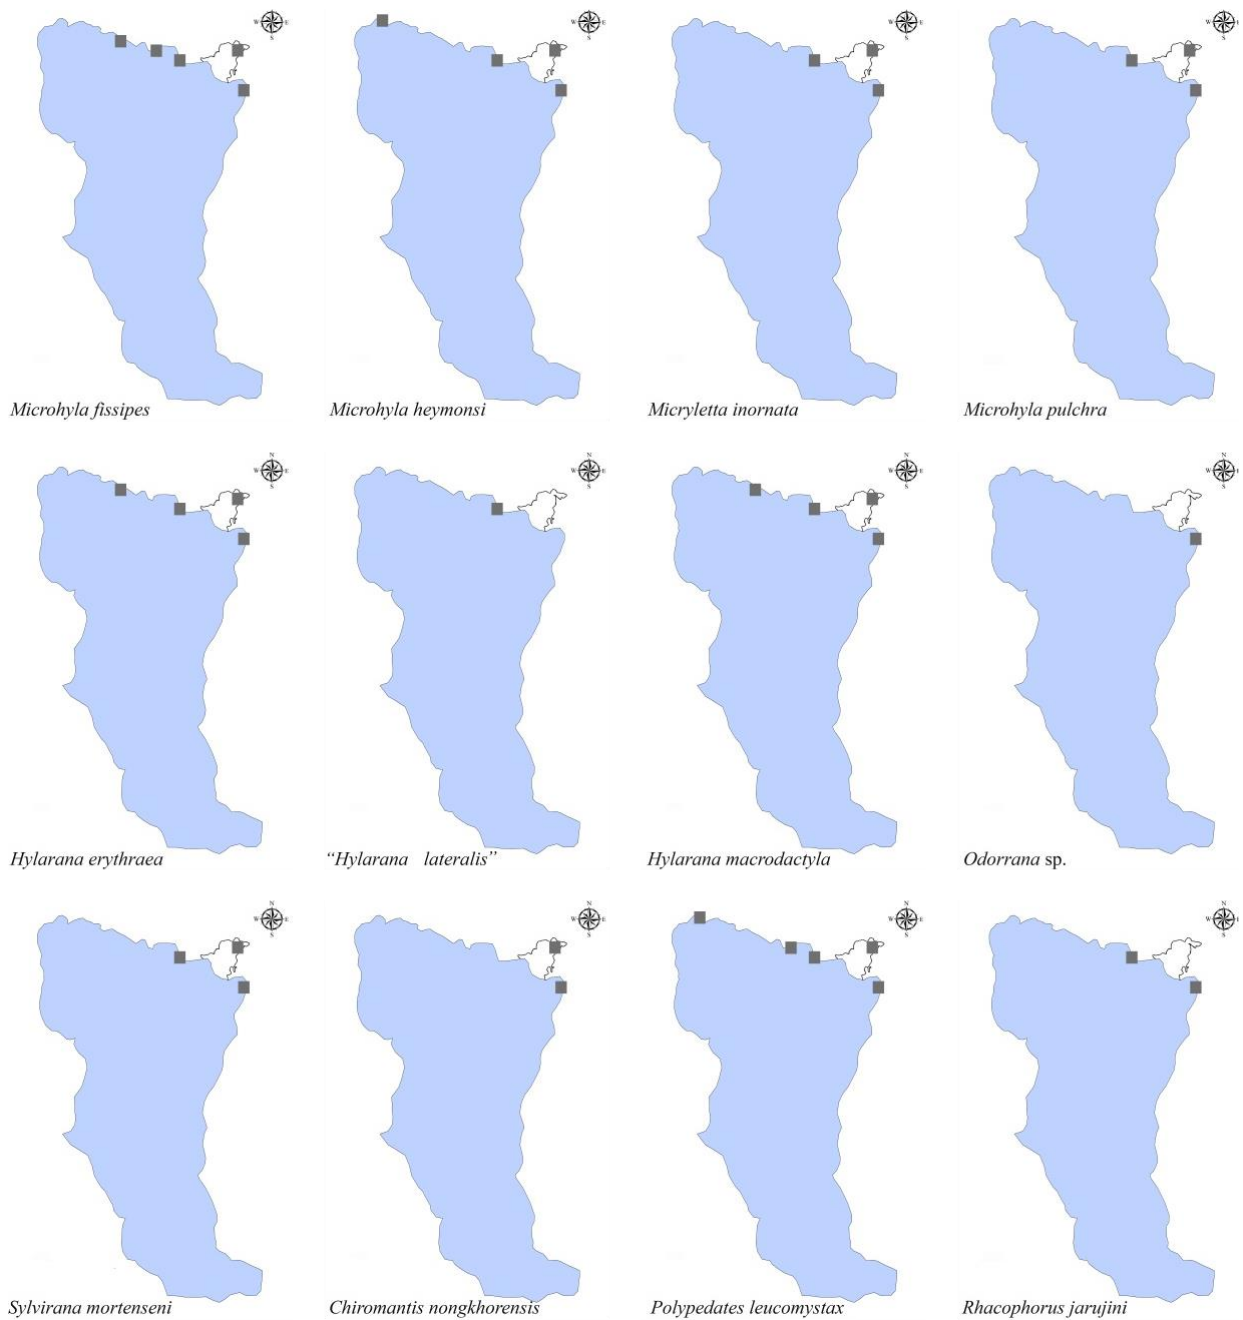 N
W E
S
N
W E
S
N
W E
S
N
W E
S
Microhyla fissipes
Microhyla heymonsi
Micryletta inornata
Microhyla pulchra
N
W E
S
N
W E
S
N
W E
S
N
W E
S
Hylarana erythraea
“Hylarana lateralis”
Hylarana macrodactyla
Odorrana sp.
N
W E
S
N
W E
S
N
W E
S
N
W E
S
Sylvirana mortenseni
Chiromantis nongkhorensis
Polypedates leucomystax
Rhacophorus jarujini